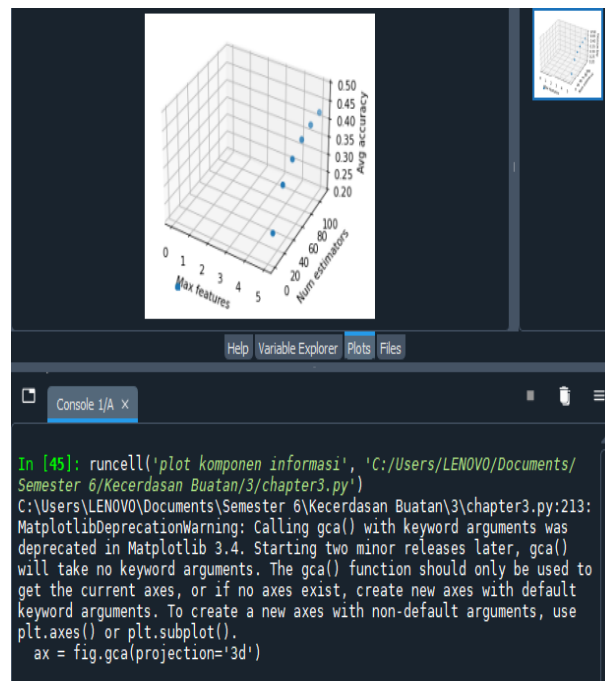 0.50
0.45
0.40
0.35
0.30
0.25
0.20
Avg accuracy
100
80
60
40
20
0
Num estimators
0
1
2
3
4
5
Max features
Help Variable Explorer Plots Files
Console 1/A ×
In [45]: runcell('plot komponen informasi', 'C:/Users/LENOVO/Documents/
Semester 6/Kecerdasan Buatan/3/chapter3.py')
C:\Users\LENOVO\Documents\Semester 6\Kecerdasan Buatan\3\chapter3.py:213:
MatplotlibDeprecationWarning: Calling gca() with keyword arguments was
deprecated in Matplotlib 3.4. Starting two minor releases later, gca()
will take no keyword arguments. The gca() function should only be used to
get the current axes, or if no axes exist, create new axes with default
keyword arguments. To create a new axes with non-default arguments, use
plt.axes() or plt.subplot().
  ax = fig.gca(projection='3d')